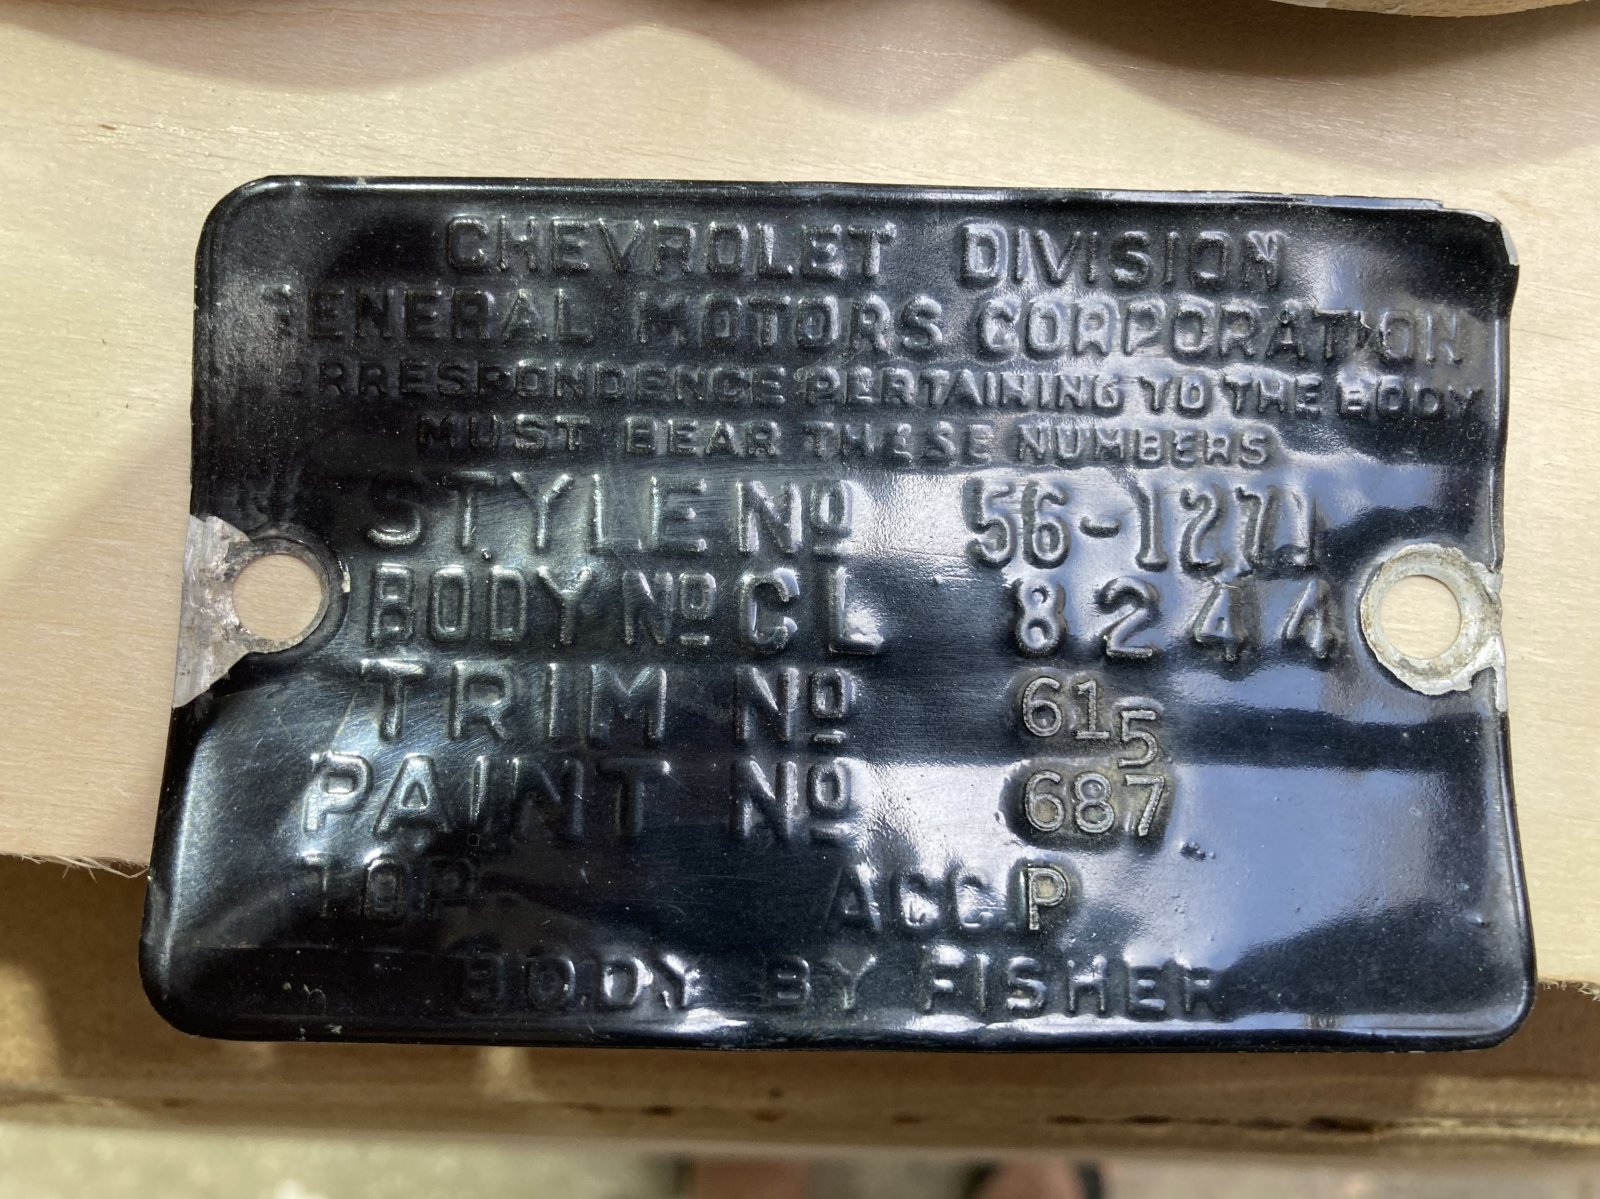 CHEVROLET DIVISION
GENERAL MOTORS CORPORATION
CORRESPONDENCE PERTAINING TO THE BODY
MUST BEAR THESE NUMBERS
STYLE No 56-1271
BODY No CL 8244
TRIM No 615
PAINT No 687
TOP ACC. P
BODY BY FISHER